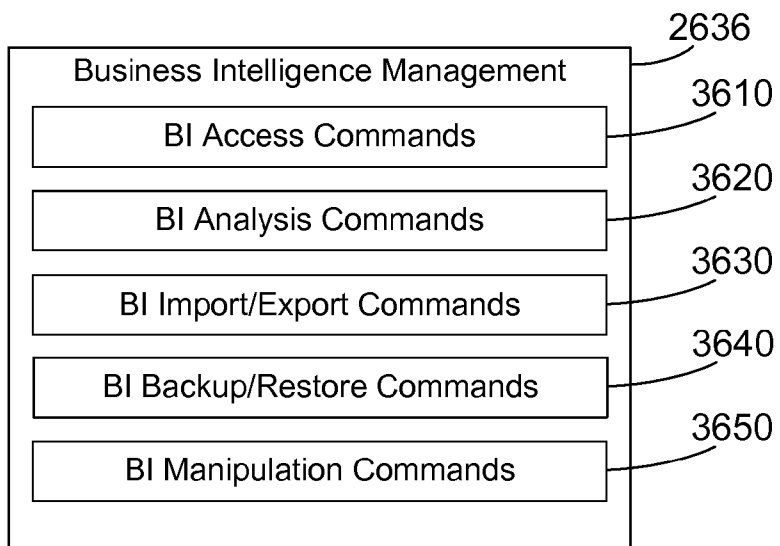 2636
Business Intelligence Management
3610
BI Access Commands
3620
BI Analysis Commands
3630
BI Import/Export Commands
3640
BI Backup/Restore Commands
3650
BI Manipulation Commands